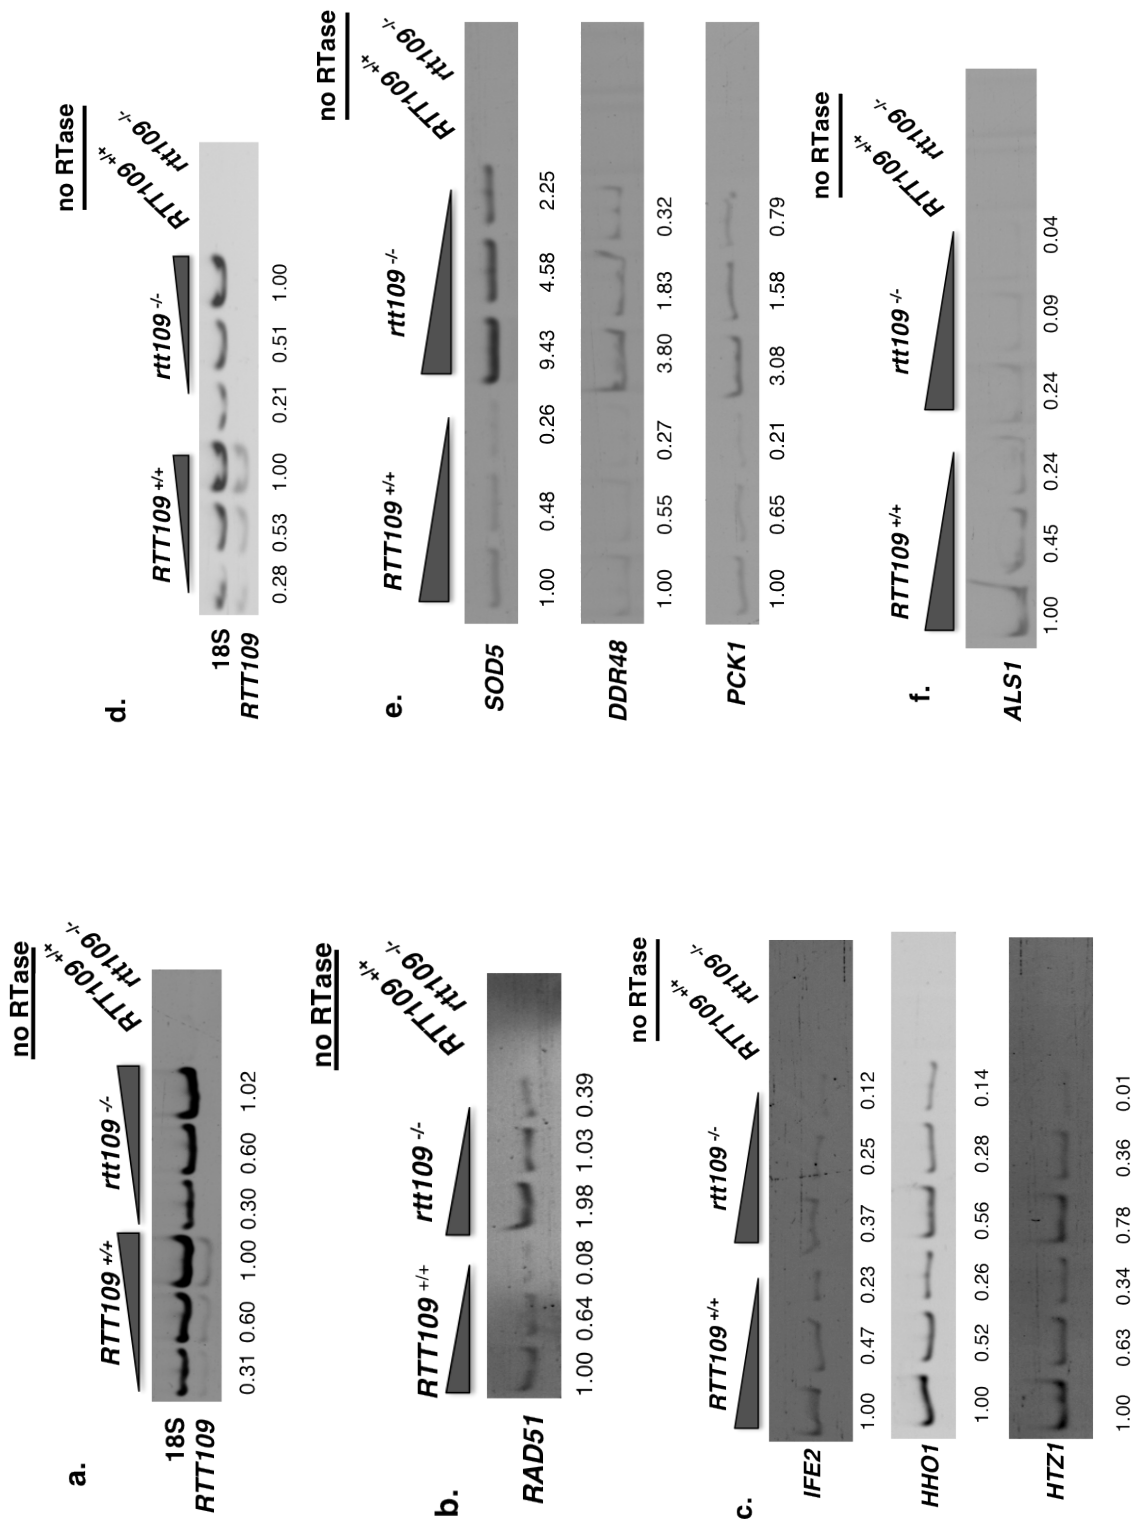 a.
no RTase
RTT109 +/+ rtt109 -/- RTT109 +/+ rtt109 -/-
18S
RTT109
0.31 0.60 1.00 0.30 0.60 1.02
b.
no RTase
RTT109 +/+ rtt109 -/- RTT109 +/+ rtt109 -/-
RAD51
1.00 0.64 0.08 1.98 1.03 0.39
c.
no RTase
RTT109 +/+ rtt109 -/- RTT109 +/+ rtt109 -/-
IFE2
1.00 0.47 0.23 0.37 0.25 0.12
HHO1
1.00 0.52 0.26 0.56 0.28 0.14
HTZ1
1.00 0.63 0.34 0.78 0.36 0.01
d.
no RTase
RTT109 +/+ rtt109 -/- RTT109 +/+ rtt109 -/-
18S
RTT109
0.28 0.53 1.00 0.21 0.51 1.00
e.
no RTase
RTT109 +/+ rtt109 -/- RTT109 +/+ rtt109 -/-
SOD5
1.00 0.48 0.26 9.43 4.58 2.25
DDR48
1.00 0.55 0.27 3.80 1.83 0.32
PCK1
1.00 0.65 0.21 3.08 1.58 0.79
f.
no RTase
RTT109 +/+ rtt109 -/- RTT109 +/+ rtt109 -/-
ALS1
1.00 0.45 0.24 0.24 0.09 0.04